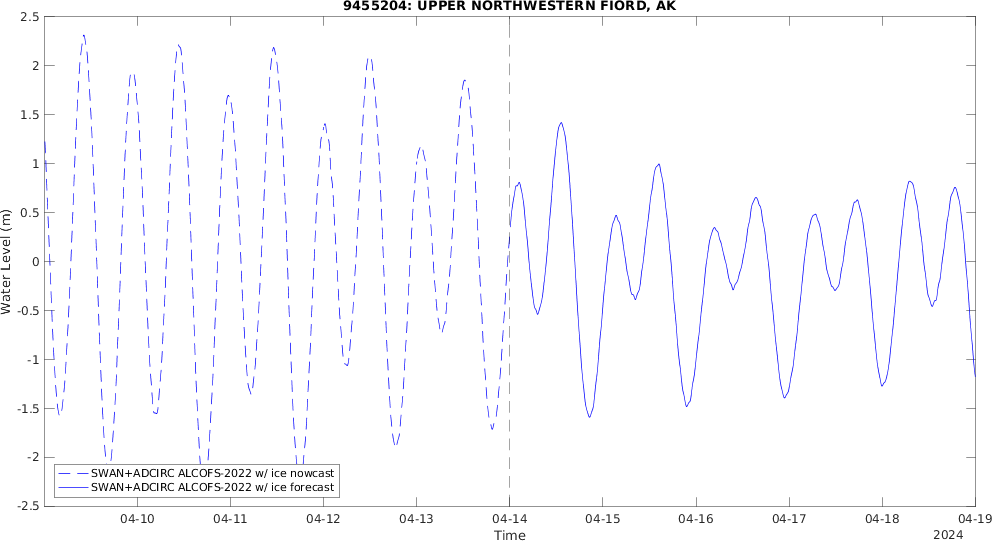 9455204: UPPER NORTHWESTERN FIORD, AK
2.5
2
1.5
1
0.5
0
-0.5
-1
-1.5
-2
-2.5
Water Level (m)
SWAN+ADCIRC ALCOFS-2022 w/ ice nowcast
SWAN+ADCIRC ALCOFS-2022 w/ ice forecast
04-10 04-11 04-12 04-13 04-14 04-15 04-16 04-17 04-18 04-19
Time
2024